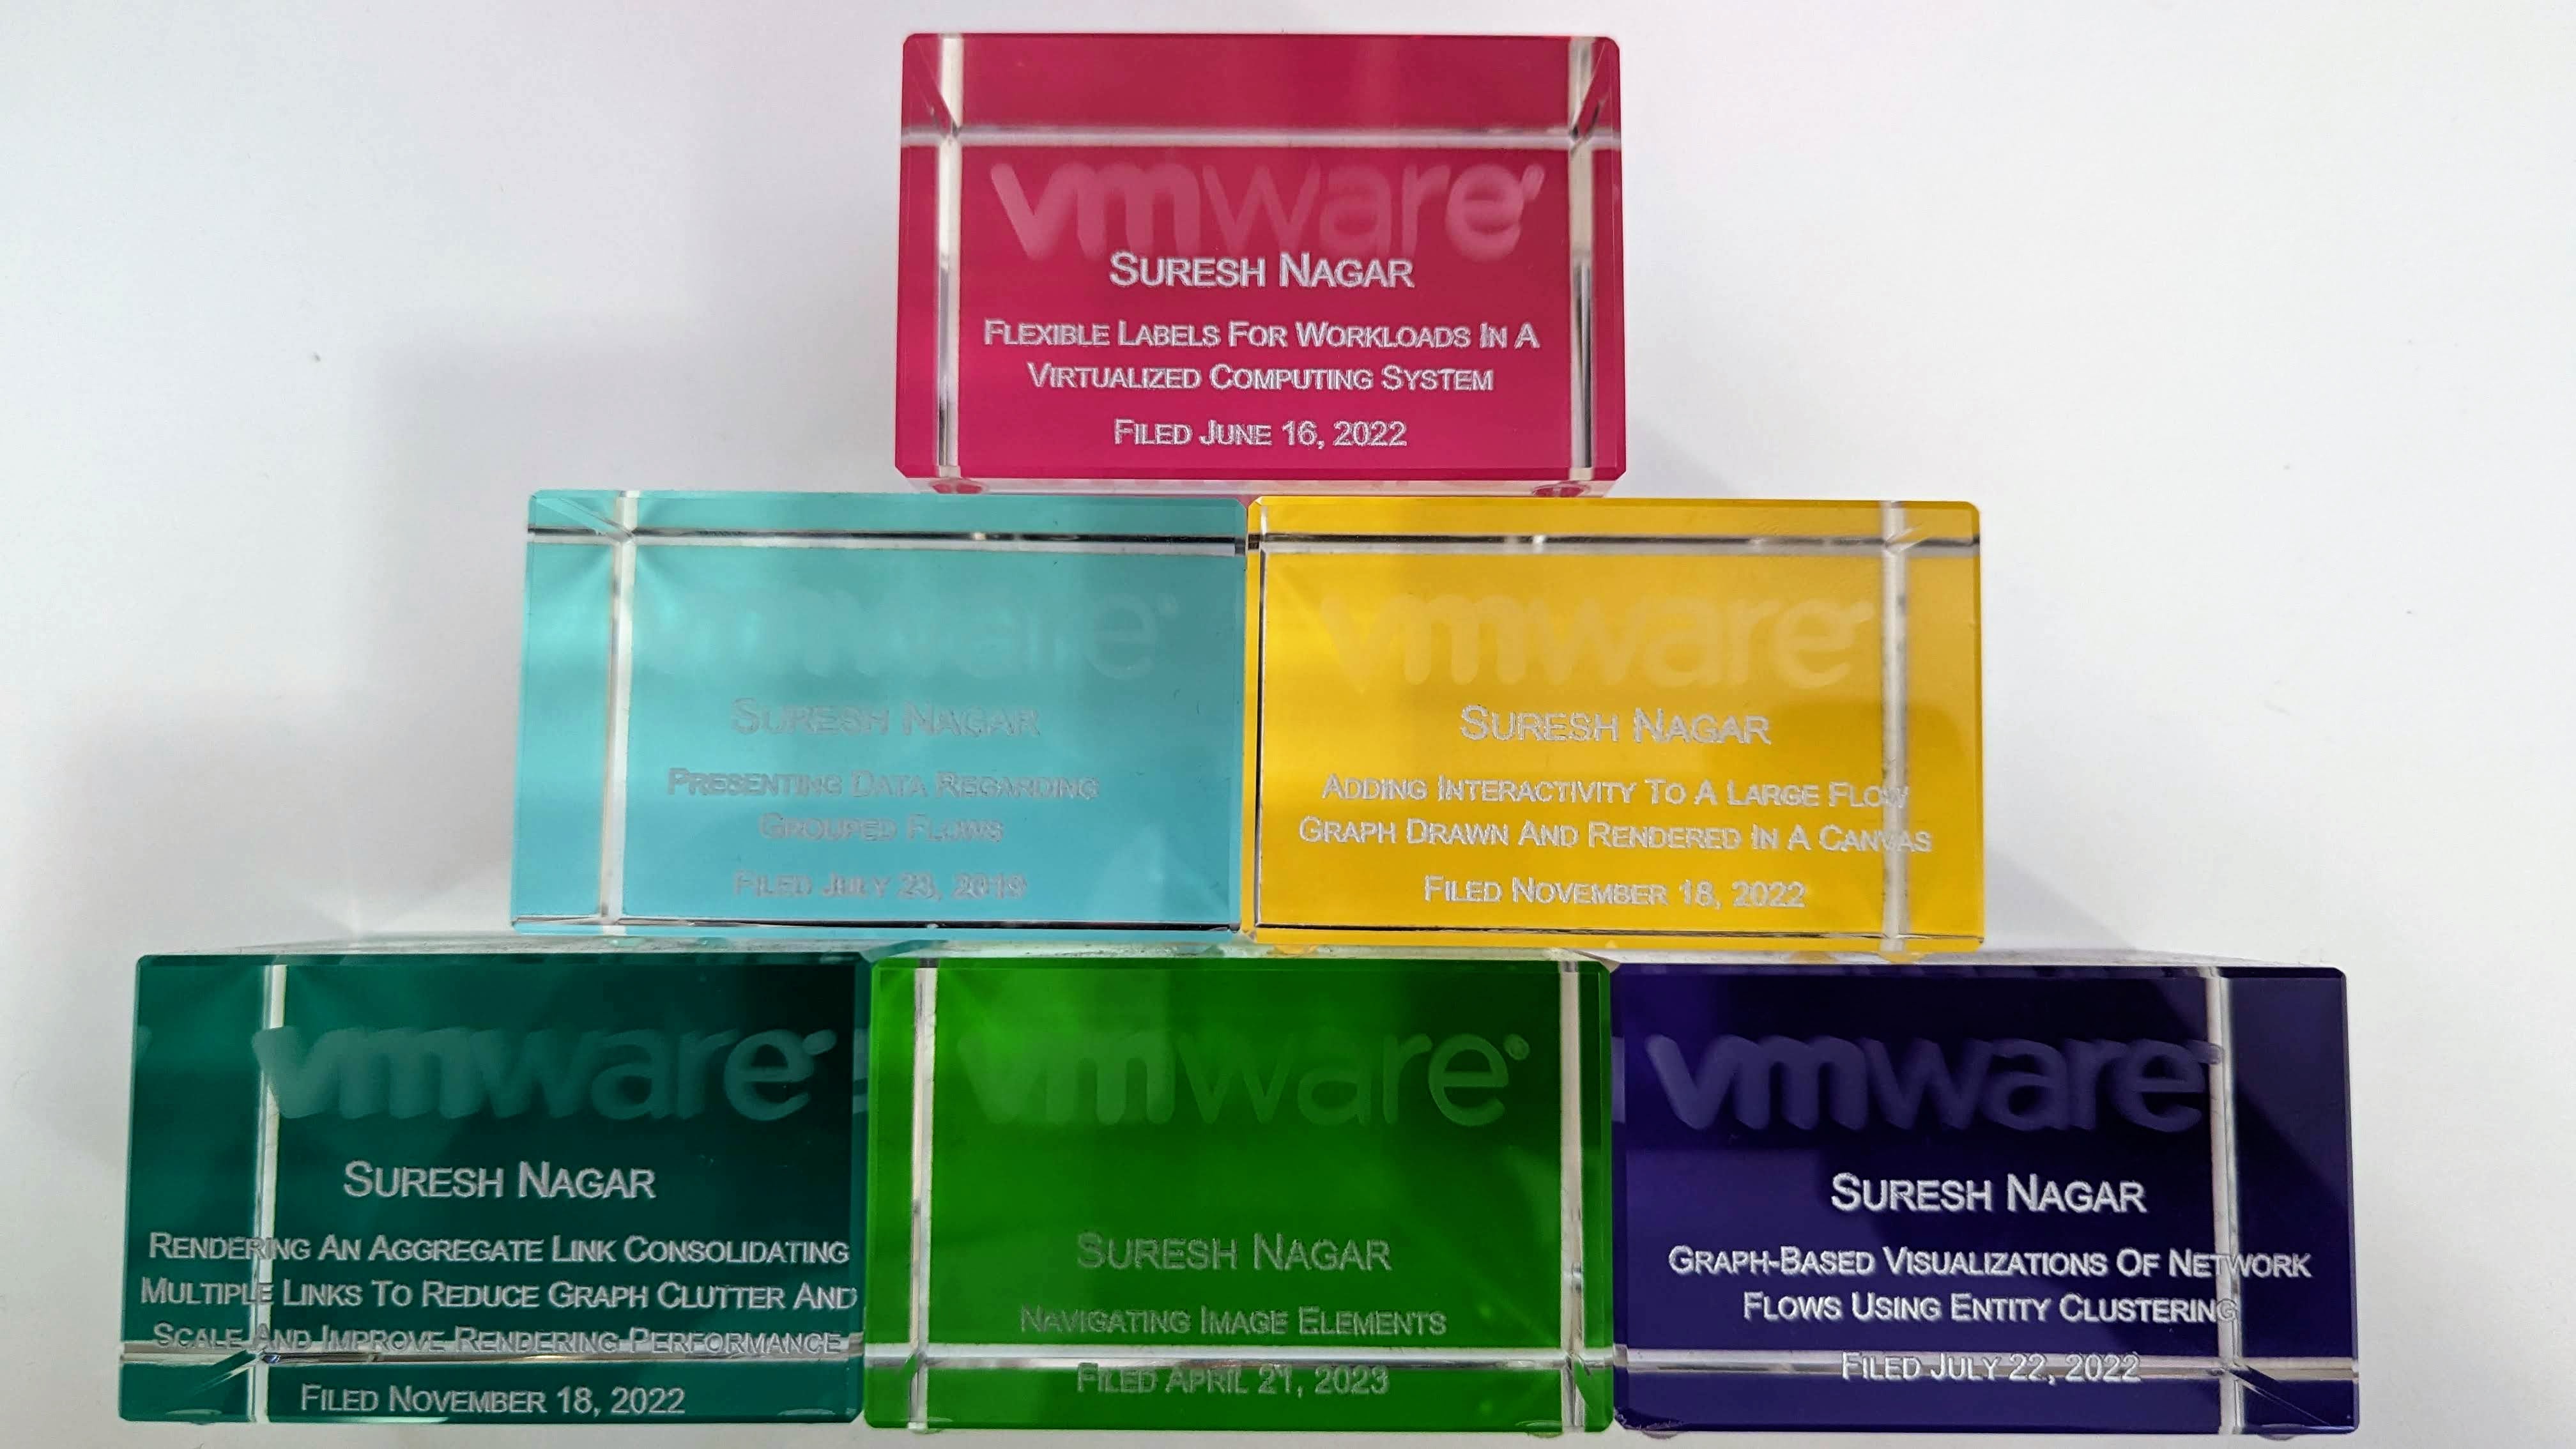 vmware
SURESH NAGAR
FLEXIBLE LABELS FOR WORKLOADS IN A
VIRTUALIZED COMPUTING SYSTEM
FILED JUNE 16, 2022
vmware
SURESH NAGAR
PRESENTING DATA REGARDING
GROUPED FLOWS
FILED JULY 23, 2019
vmware
SURESH NAGAR
ADDING INTERACTIVITY TO A LARGE FLOW
GRAPH DRAWN AND RENDERED IN A CANVAS
FILED NOVEMBER 18, 2022
vmware
SURESH NAGAR
RENDERING AN AGGREGATE LINK CONSOLIDATING
MULTIPLE LINKS TO REDUCE GRAPH CLUTTER AND
SCALE AND IMPROVE RENDERING PERFORMANCE
FILED NOVEMBER 18, 2022
vmware
SURESH NAGAR
NAVIGATING IMAGE ELEMENTS
FILED APRIL 21, 2023
vmware
SURESH NAGAR
GRAPH-BASED VISUALIZATIONS OF NETWORK
FLOWS USING ENTITY CLUSTERING
FILED JULY 22, 2022